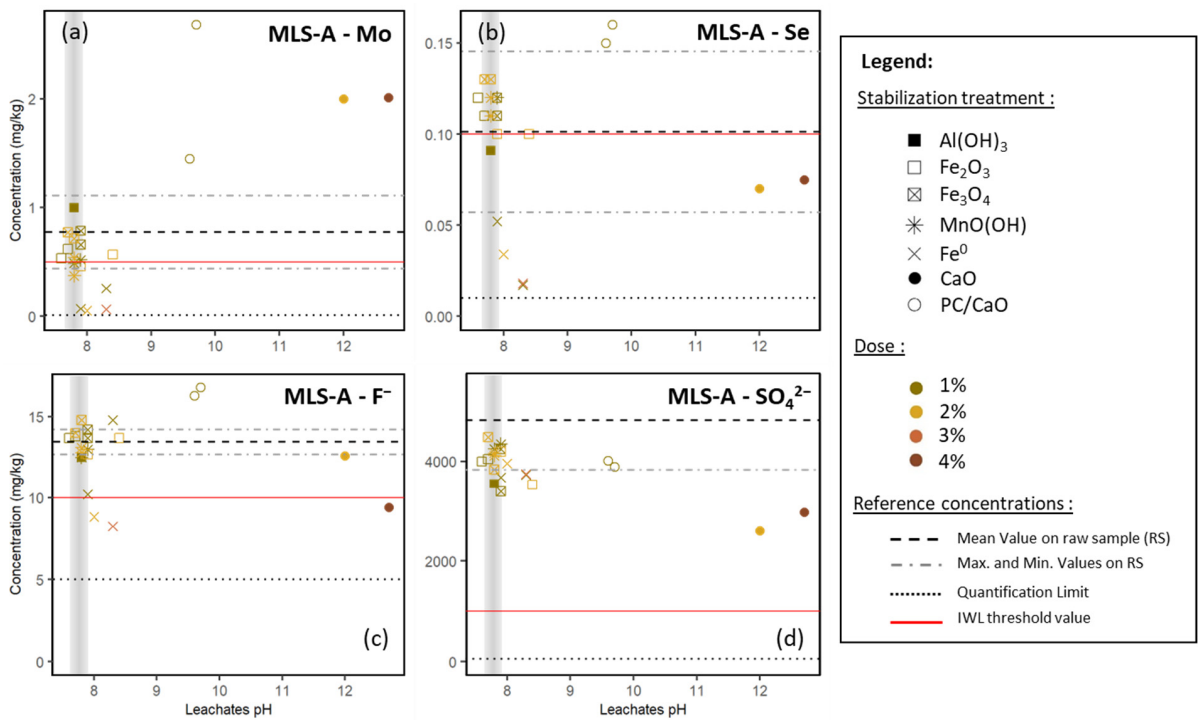 (a)
MLS-A - Mo
Concentration (mg/kg)
2
1
0
8
9
10
11
12
(b)
MLS-A - Se
0.15
0.10
0.05
0.00
8
9
10
11
12
MLS-A - F⁻
Concentration (mg/kg)
15
10
5
0
(c)
8
9
10
11
12
Leachates pH
MLS-A - SO₄²⁻
4000
2000
0
(d)
8
9
10
11
12
Leachates pH
Legend:
Stabilization treatment :
Al(OH)₃
Fe₂O₃
Fe₃O₄
MnO(OH)
Fe⁰
CaO
PC/CaO
Dose :
1%
2%
3%
4%
Reference concentrations :
Mean Value on raw sample (RS)
Max. and Min. Values on RS
Quantification Limit
IWL threshold value